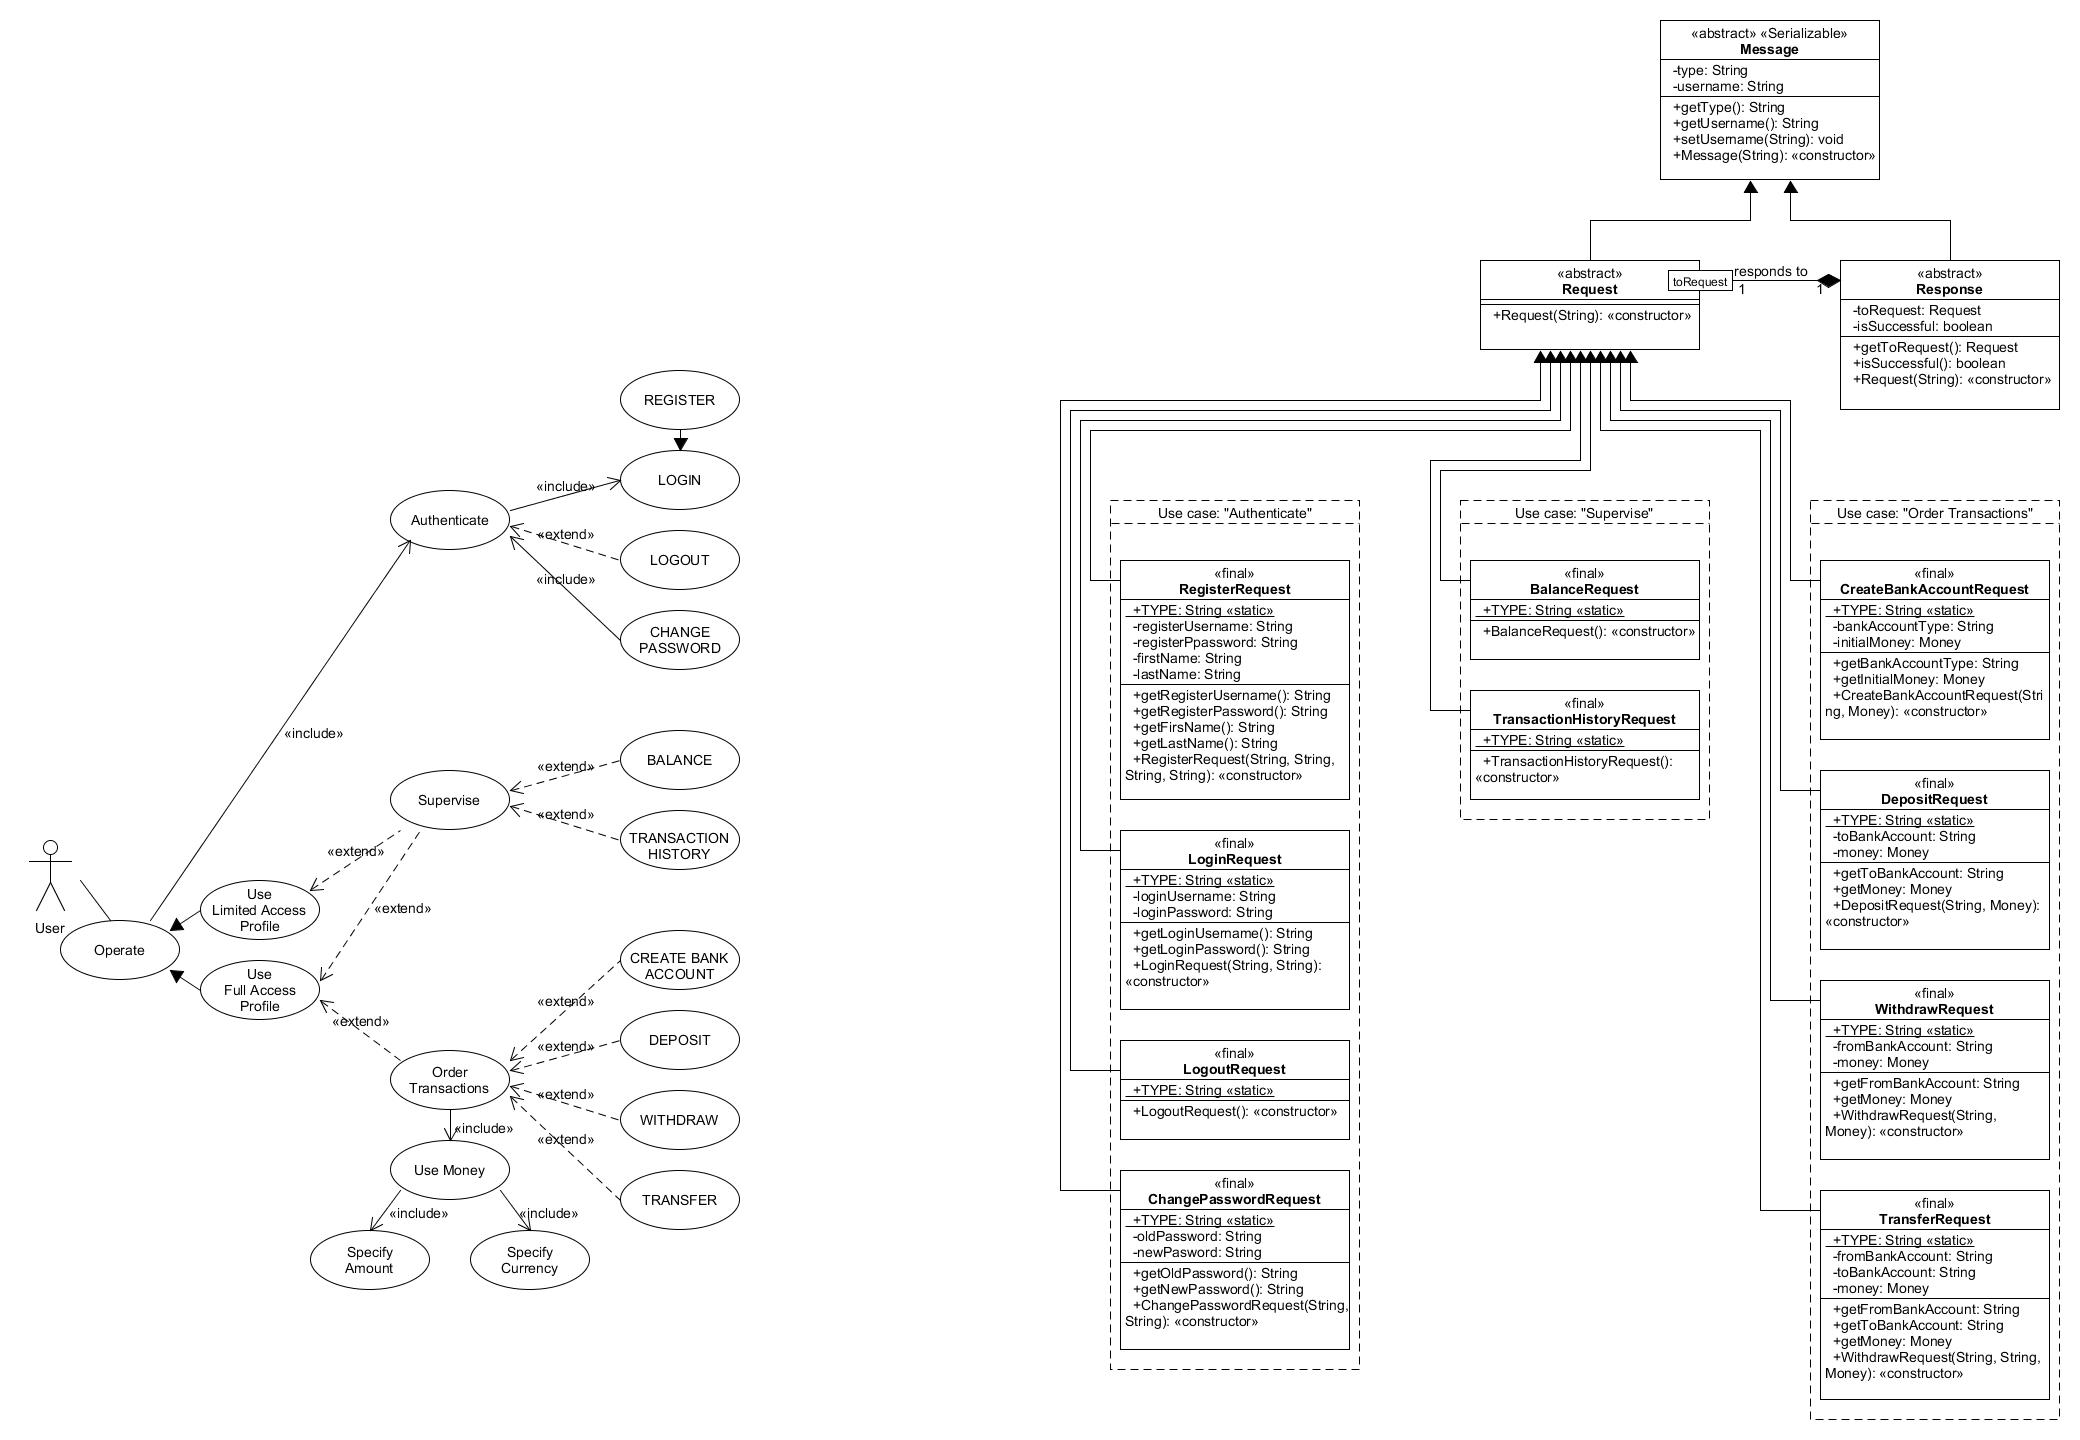 REGISTER
LOGIN
«include»
Authenticate
«extend»
LOGOUT
«include»
CHANGE
PASSWORD
«include»
BALANCE
«extend»
Supervise
«extend»
TRANSACTION
HISTORY
«extend»
Use
Limited Access
Profile
«extend»
User
Operate
Use
Full Access
Profile
«extend»
CREATE BANK
ACCOUNT
«extend»
DEPOSIT
«extend»
Order
Transactions
«extend»
WITHDRAW
«include»
«extend»
Use Money
TRANSFER
«include»
«include»
Specify
Amount
Specify
Currency
«abstract» «Serializable»
Message
-type: String
-username: String
+getType(): String
+getUsername(): String
+setUsername(String): void
+Message(String): «constructor»
«abstract»
Request
+Request(String): «constructor»
toRequest
responds to
1
1
«abstract»
Response
-toRequest: Request
-isSuccessful: boolean
+getToRequest(): Request
+isSuccessful(): boolean
+Request(String): «constructor»
Use case: "Authenticate"
«final»
RegisterRequest
+TYPE: String «static»
-registerUsername: String
-registerPpassword: String
-firstName: String
-lastName: String
+getRegisterUsername(): String
+getRegisterPassword(): String
+getFirsName(): String
+getLastName(): String
+RegisterRequest(String, String,
String, String): «constructor»
«final»
LoginRequest
+TYPE: String «static»
-loginUsername: String
-loginPassword: String
+getLoginUsername(): String
+getLoginPassword(): String
+LoginRequest(String, String):
«constructor»
«final»
LogoutRequest
+TYPE: String «static»
+LogoutRequest(): «constructor»
«final»
ChangePasswordRequest
+TYPE: String «static»
-oldPassword: String
-newPasword: String
+getOldPassword(): String
+getNewPassword(): String
+ChangePasswordRequest(String,
String): «constructor»
Use case: "Supervise"
«final»
BalanceRequest
+TYPE: String «static»
+BalanceRequest(): «constructor»
«final»
TransactionHistoryRequest
+TYPE: String «static»
+TransactionHistoryRequest():
«constructor»
Use case: "Order Transactions"
«final»
CreateBankAccountRequest
+TYPE: String «static»
-bankAccountType: String
-initialMoney: Money
+getBankAccountType: String
+getInitialMoney: Money
+CreateBankAccountRequest(Stri
ng, Money): «constructor»
«final»
DepositRequest
+TYPE: String «static»
-toBankAccount: String
-money: Money
+getToBankAccount: String
+getMoney: Money
+DepositRequest(String, Money):
«constructor»
«final»
WithdrawRequest
+TYPE: String «static»
-fromBankAccount: String
-money: Money
+getFromBankAccount: String
+getMoney: Money
+WithdrawRequest(String,
Money): «constructor»
«final»
TransferRequest
+TYPE: String «static»
-fromBankAccount: String
-toBankAccount: String
-money: Money
+getFromBankAccount: String
+getToBankAccount: String
+getMoney: Money
+WithdrawRequest(String, String,
Money): «constructor»